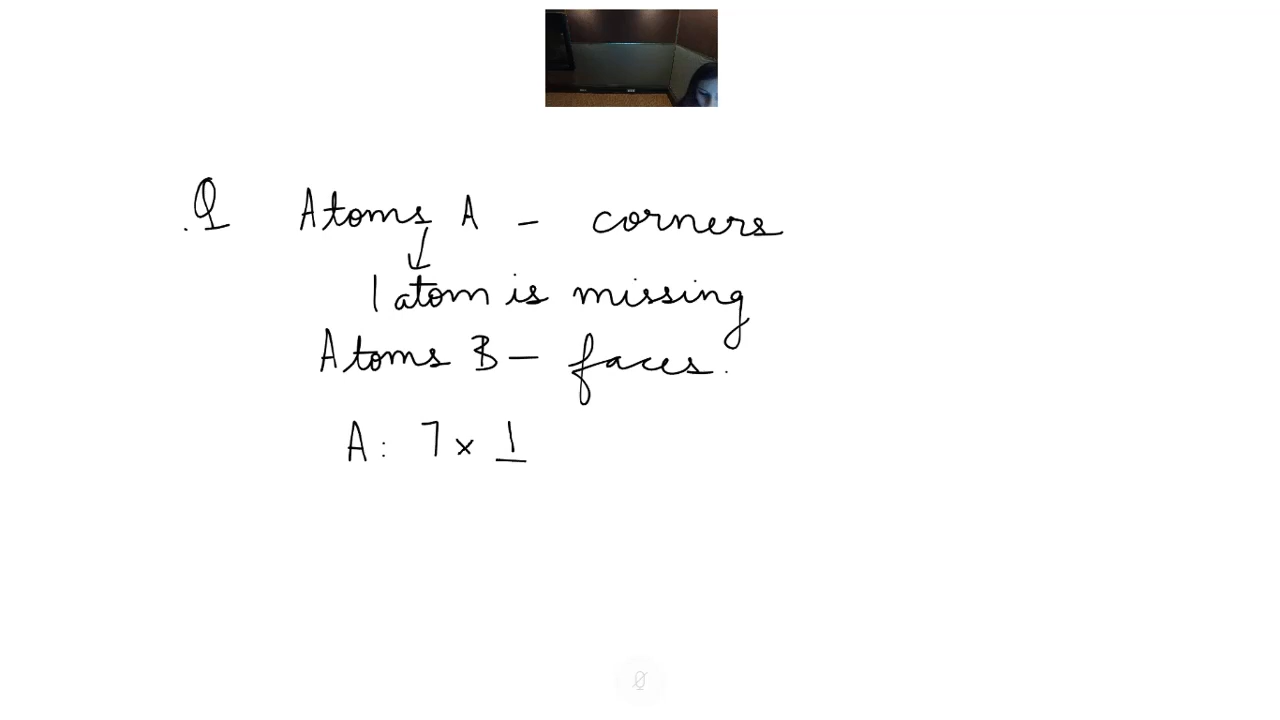 Q Atoms A - corners
↓
1 atom is missing
Atoms B - faces.
A: 7 × 1